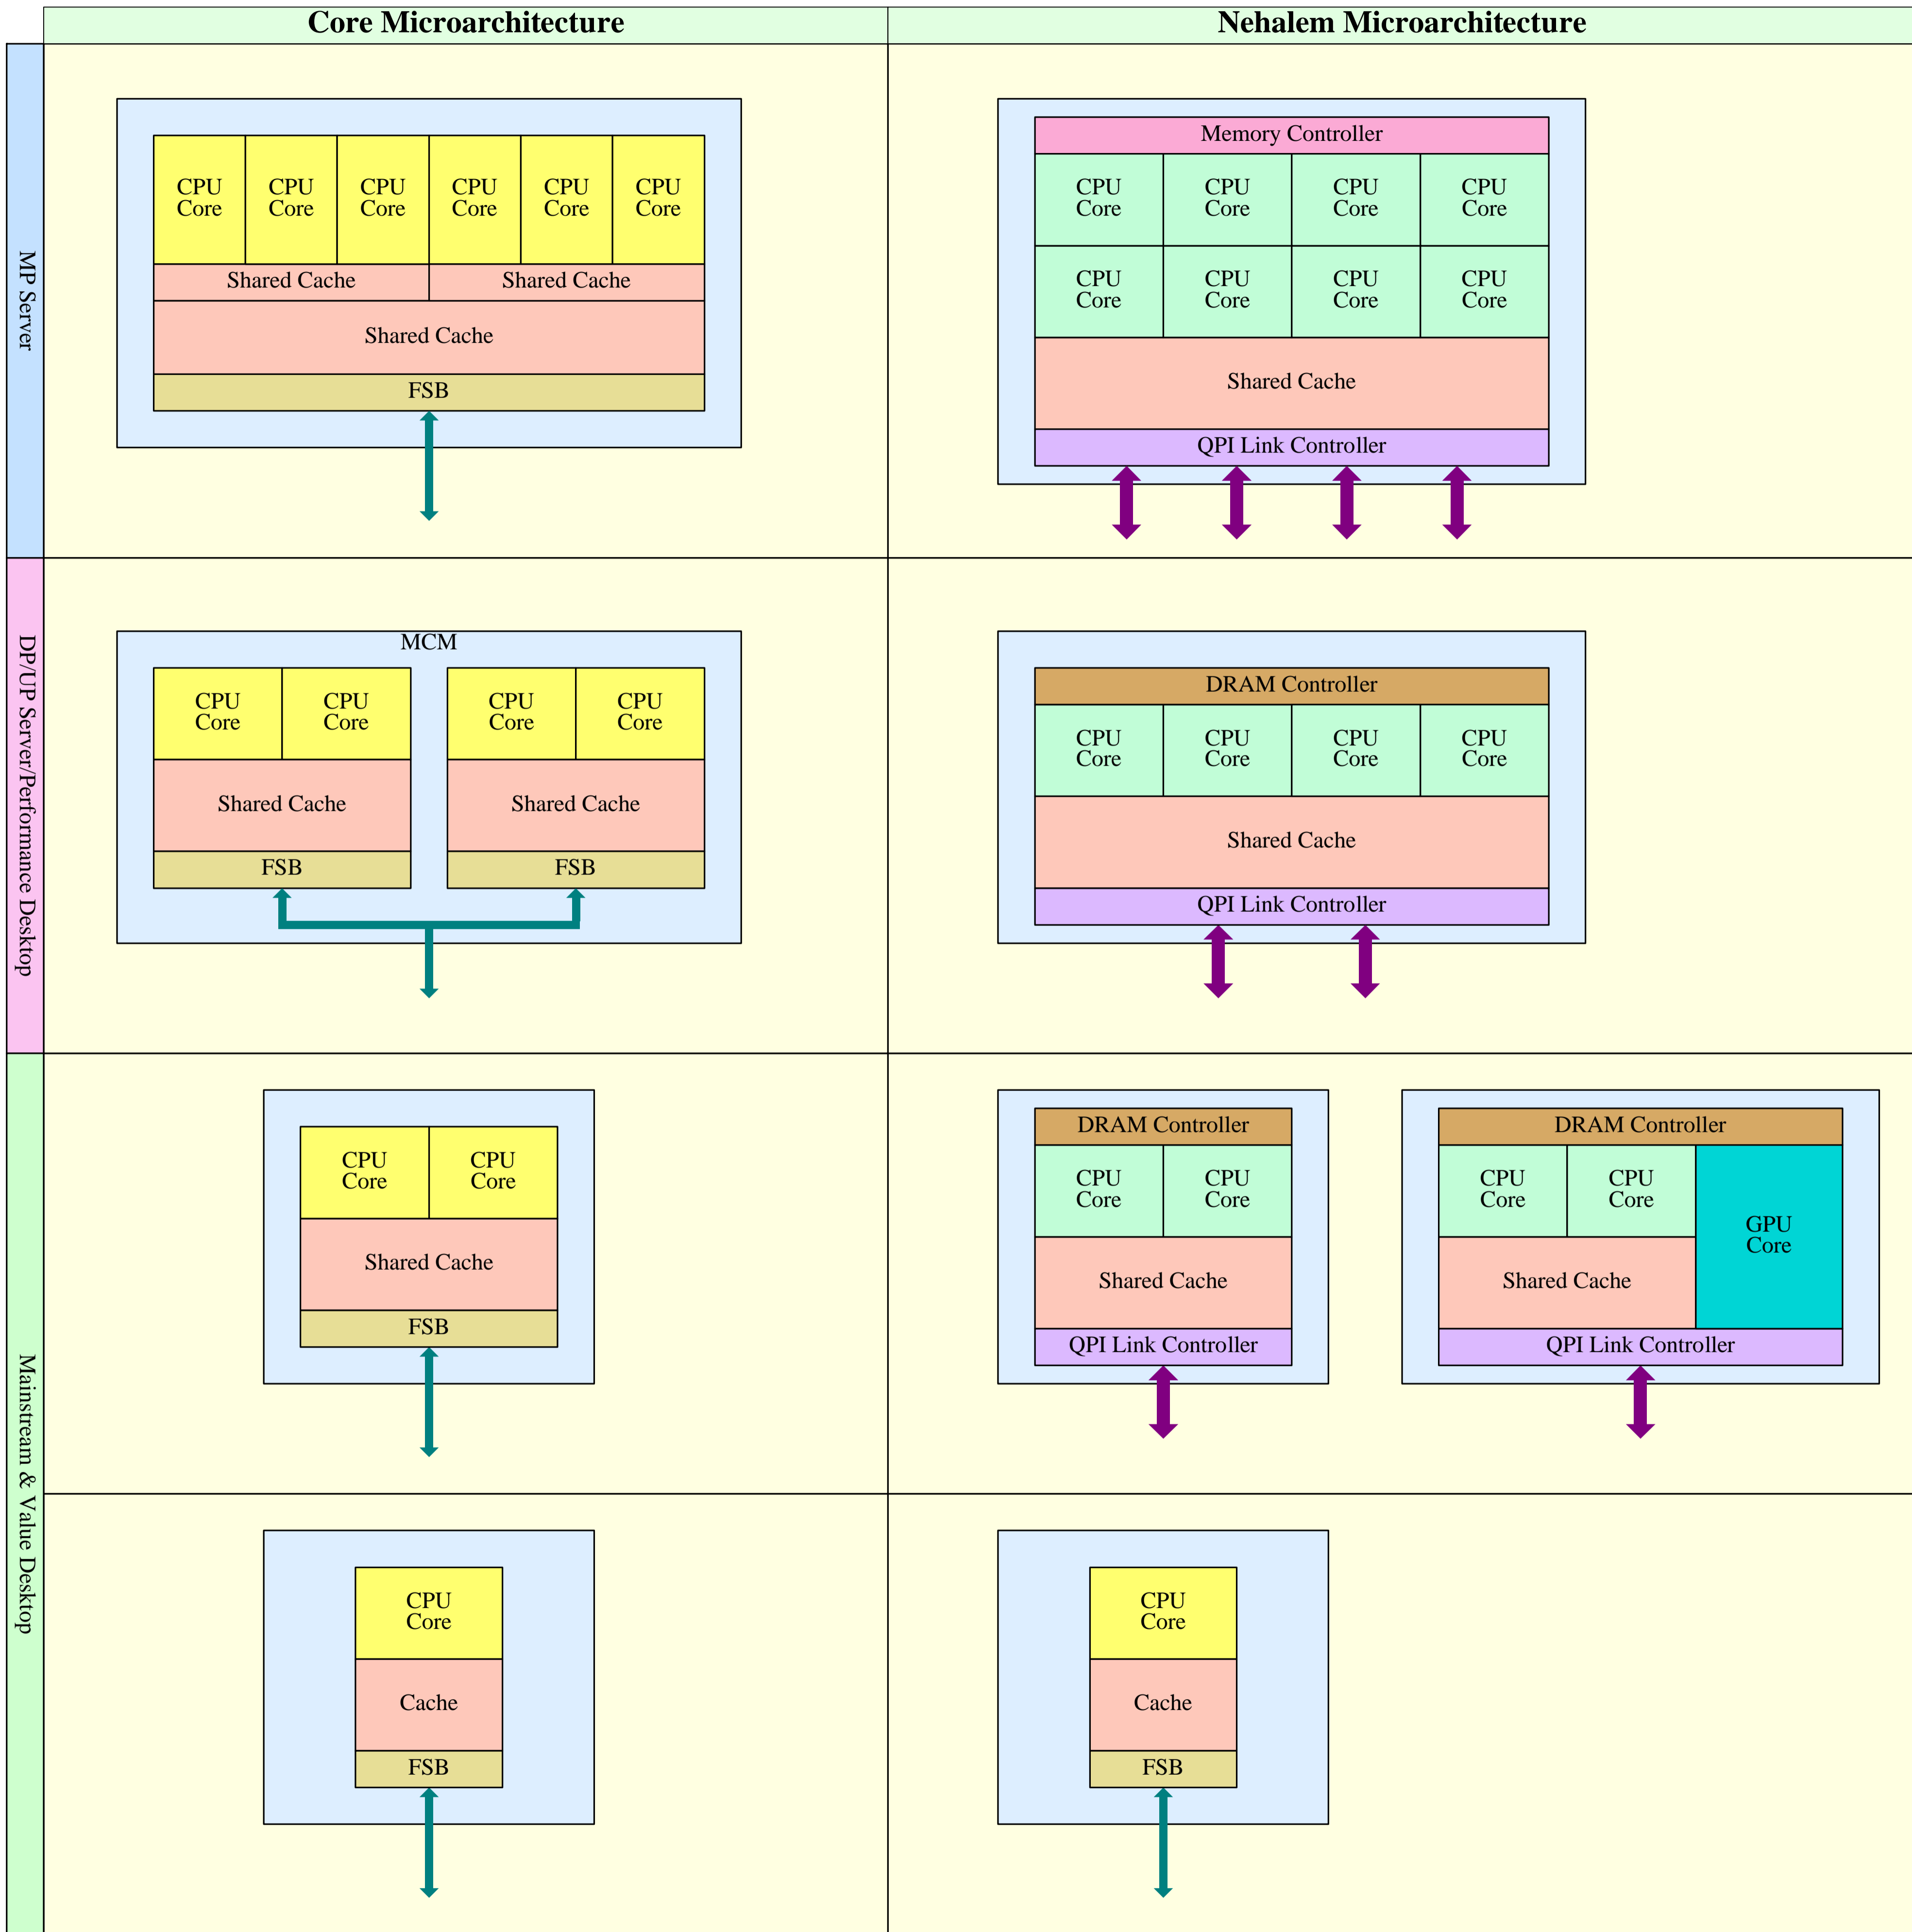 Core Microarchitecture
Nehalem Microarchitecture
MP Server
CPU
Core
CPU
Core
CPU
Core
CPU
Core
CPU
Core
CPU
Core
Shared Cache
Shared Cache
Shared Cache
FSB
Memory Controller
CPU
Core
CPU
Core
CPU
Core
CPU
Core
CPU
Core
CPU
Core
CPU
Core
CPU
Core
Shared Cache
QPI Link Controller
DP/UP Server/Performance Desktop
MCM
CPU
Core
CPU
Core
Shared Cache
FSB
CPU
Core
CPU
Core
Shared Cache
FSB
DRAM Controller
CPU
Core
CPU
Core
CPU
Core
CPU
Core
Shared Cache
QPI Link Controller
Mainstream & Value Desktop
CPU
Core
CPU
Core
Shared Cache
FSB
DRAM Controller
CPU
Core
CPU
Core
Shared Cache
QPI Link Controller
DRAM Controller
CPU
Core
CPU
Core
GPU
Core
Shared Cache
QPI Link Controller
CPU
Core
Cache
FSB
CPU
Core
Cache
FSB